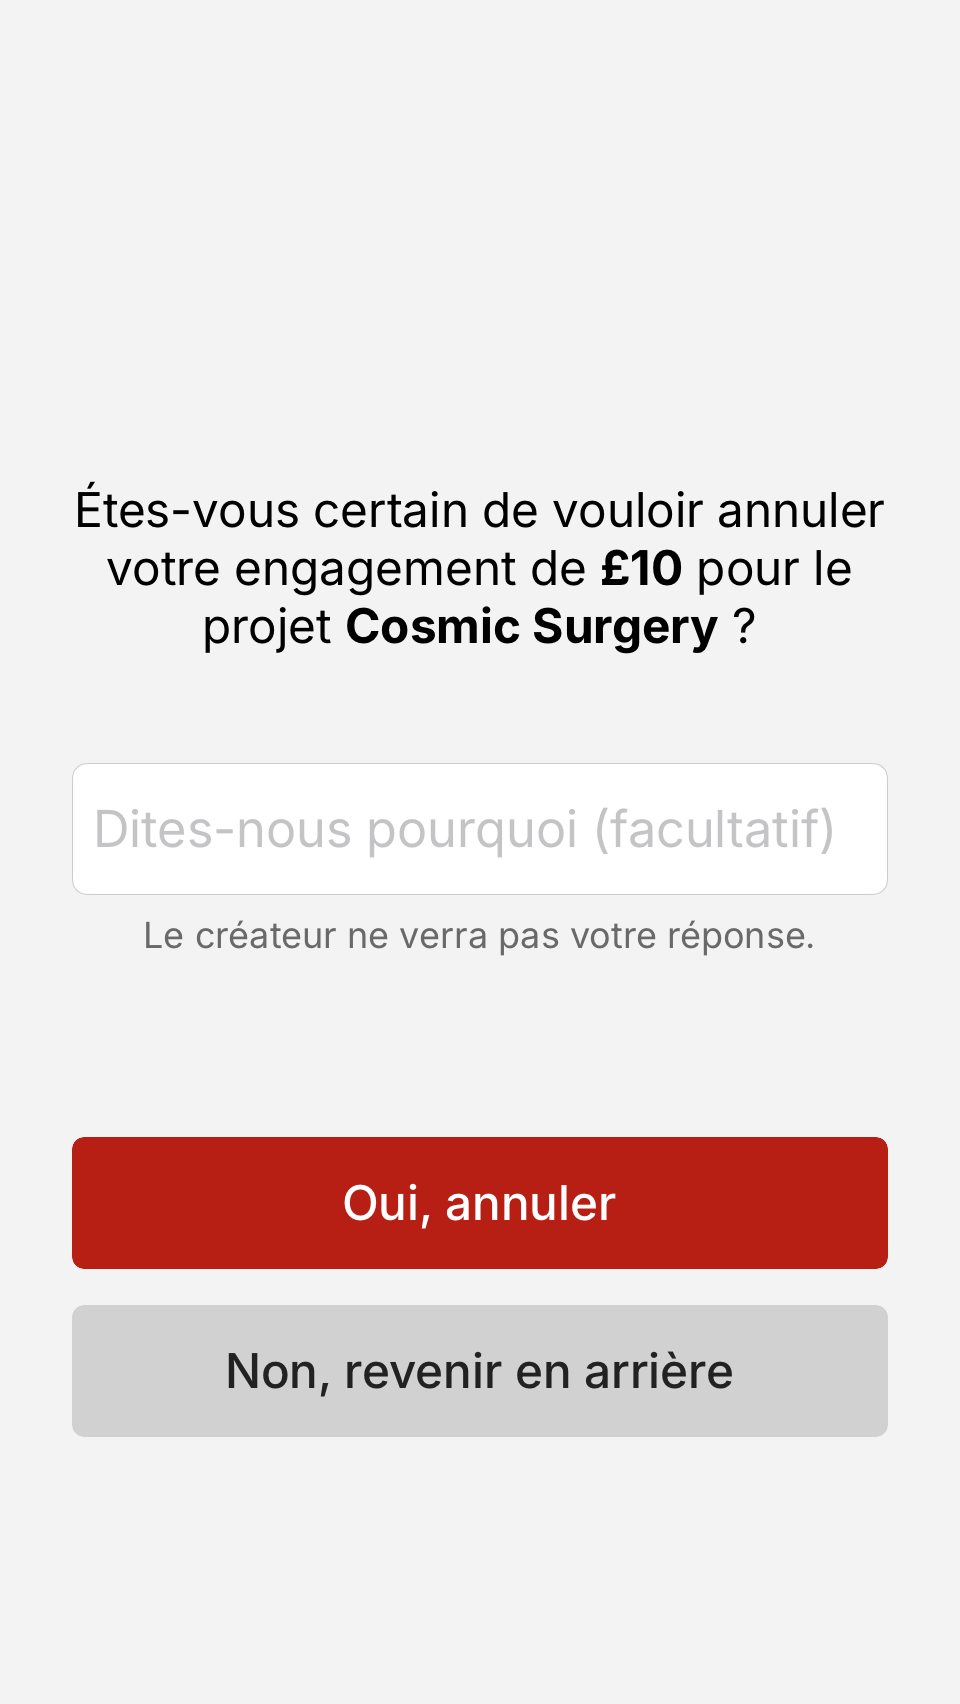 Êtes-vous certain de vouloir annuler
votre engagement de £10 pour le
projet Cosmic Surgery ?
Dites-nous pourquoi (facultatif)
Le créateur ne verra pas votre réponse.
Oui, annuler
Non, revenir en arrière